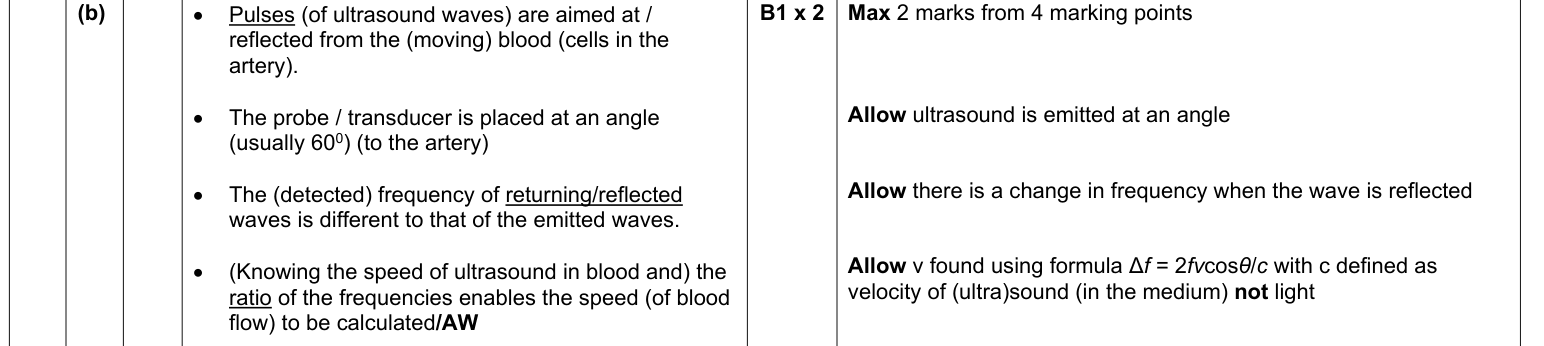 (b)
• Pulses (of ultrasound waves) are aimed at /
reflected from the (moving) blood (cells in the
artery).
B1 x 2
Max 2 marks from 4 marking points
• The probe / transducer is placed at an angle
(usually 60⁰) (to the artery)
Allow ultrasound is emitted at an angle
• The (detected) frequency of returning/reflected
waves is different to that of the emitted waves.
Allow there is a change in frequency when the wave is reflected
• (Knowing the speed of ultrasound in blood and) the
ratio of the frequencies enables the speed (of blood
flow) to be calculated/AW
Allow v found using formula Δf = 2fvcosθ/c with c defined as
velocity of (ultra)sound (in the medium) not light